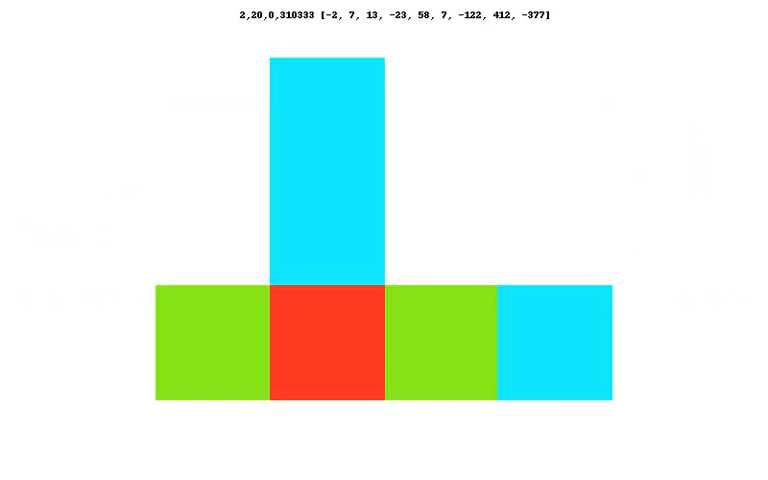 2,20,0,310333 [-2, 7, 13, -23, 58, 7, -122, 412, -377]